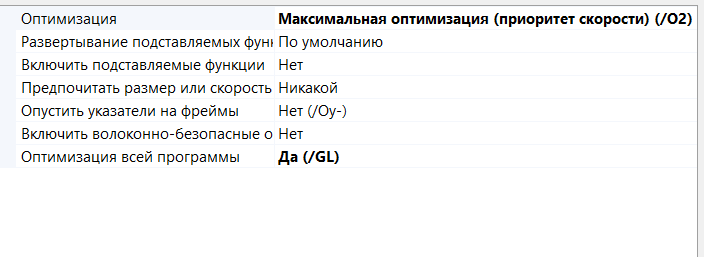 Оптимизация Максимальная оптимизация (приоритет скорости) (/O2)
Развертывание подставляемых По умолчанию
Включить подставляемые функции Нет
Предпочитать размер или скорость Никакой
Опустить указатели на фреймы Нет (/Oy-)
Включить волоконно-безопасные о Нет
Оптимизация всей программы Да (/GL)